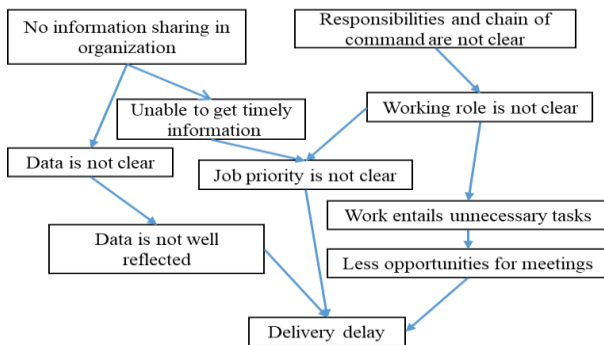 No information sharing in
organization
Responsibilities and chain of
command are not clear
Unable to get timely
information
Working role is not clear
Data is not clear
Job priority is not clear
Work entails unnecessary tasks
Data is not well
reflected
Less opportunities for meetings
Delivery delay